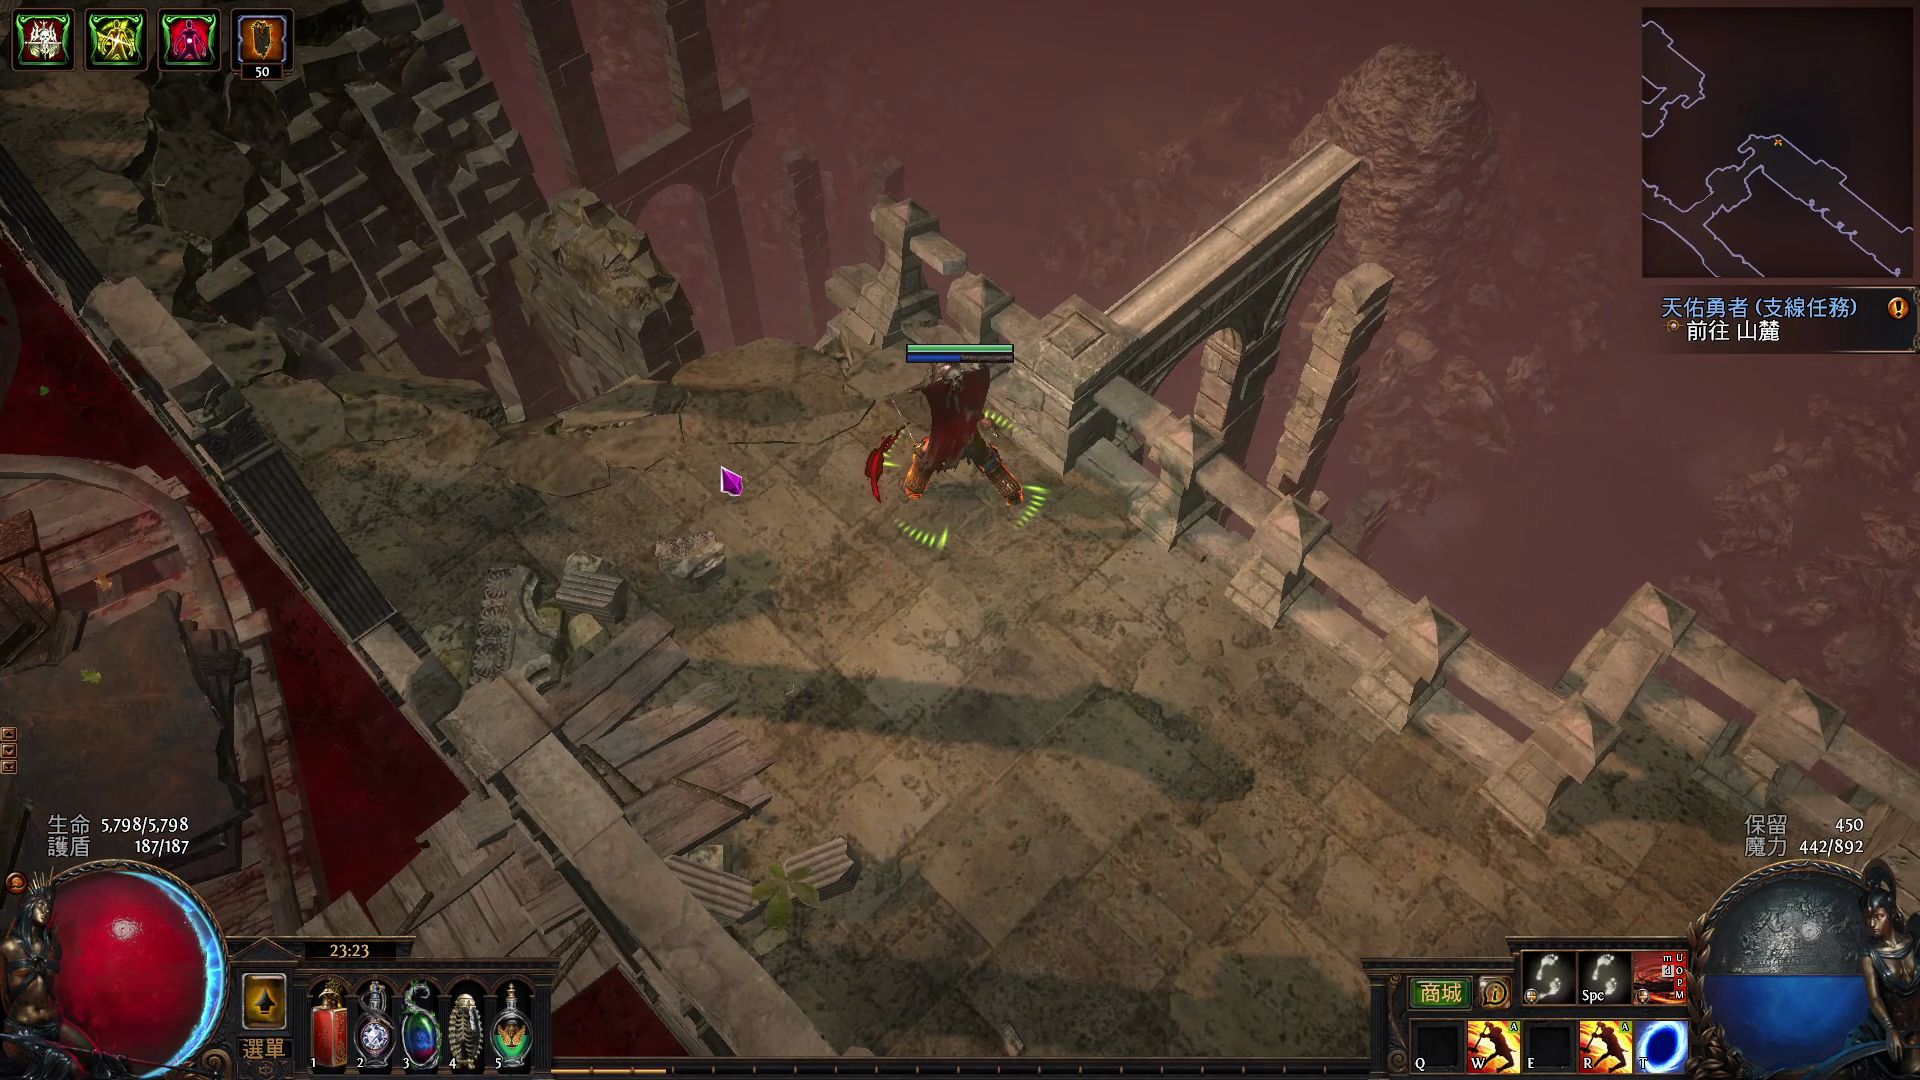 50
天佑勇者 (支線任務)
前往 山麓
生命 5,798/5,798
護盾 187/187
保留 450
魔力 442/892
23:23
選單
1 2 3 4 5
商城
Spc
m U
d O
P
M
Q W A E R A T